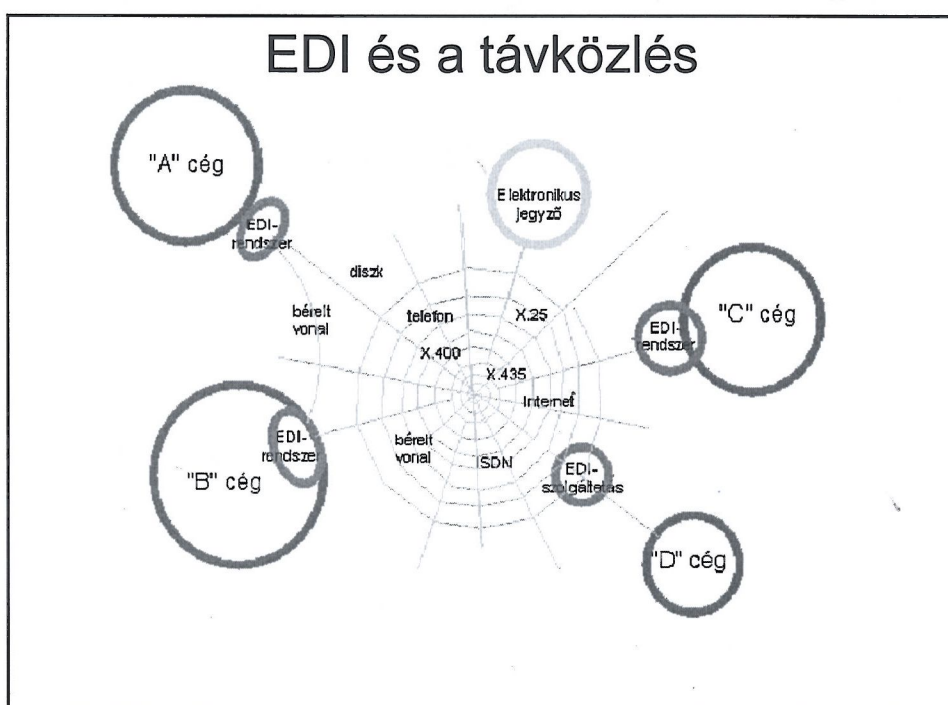 EDI és a távközlés
"A" cég
EDI-
rendszer
Elektronikus
jegyző
diszk
bérelt
vonal
telefon
X.25
X.400
X.435
Internet
EDI-
rendszer
"C" cég
EDI-
rendszer
"B" cég
bérelt
vonal
ISDN
EDI-
szolgáltatás
"D" cég